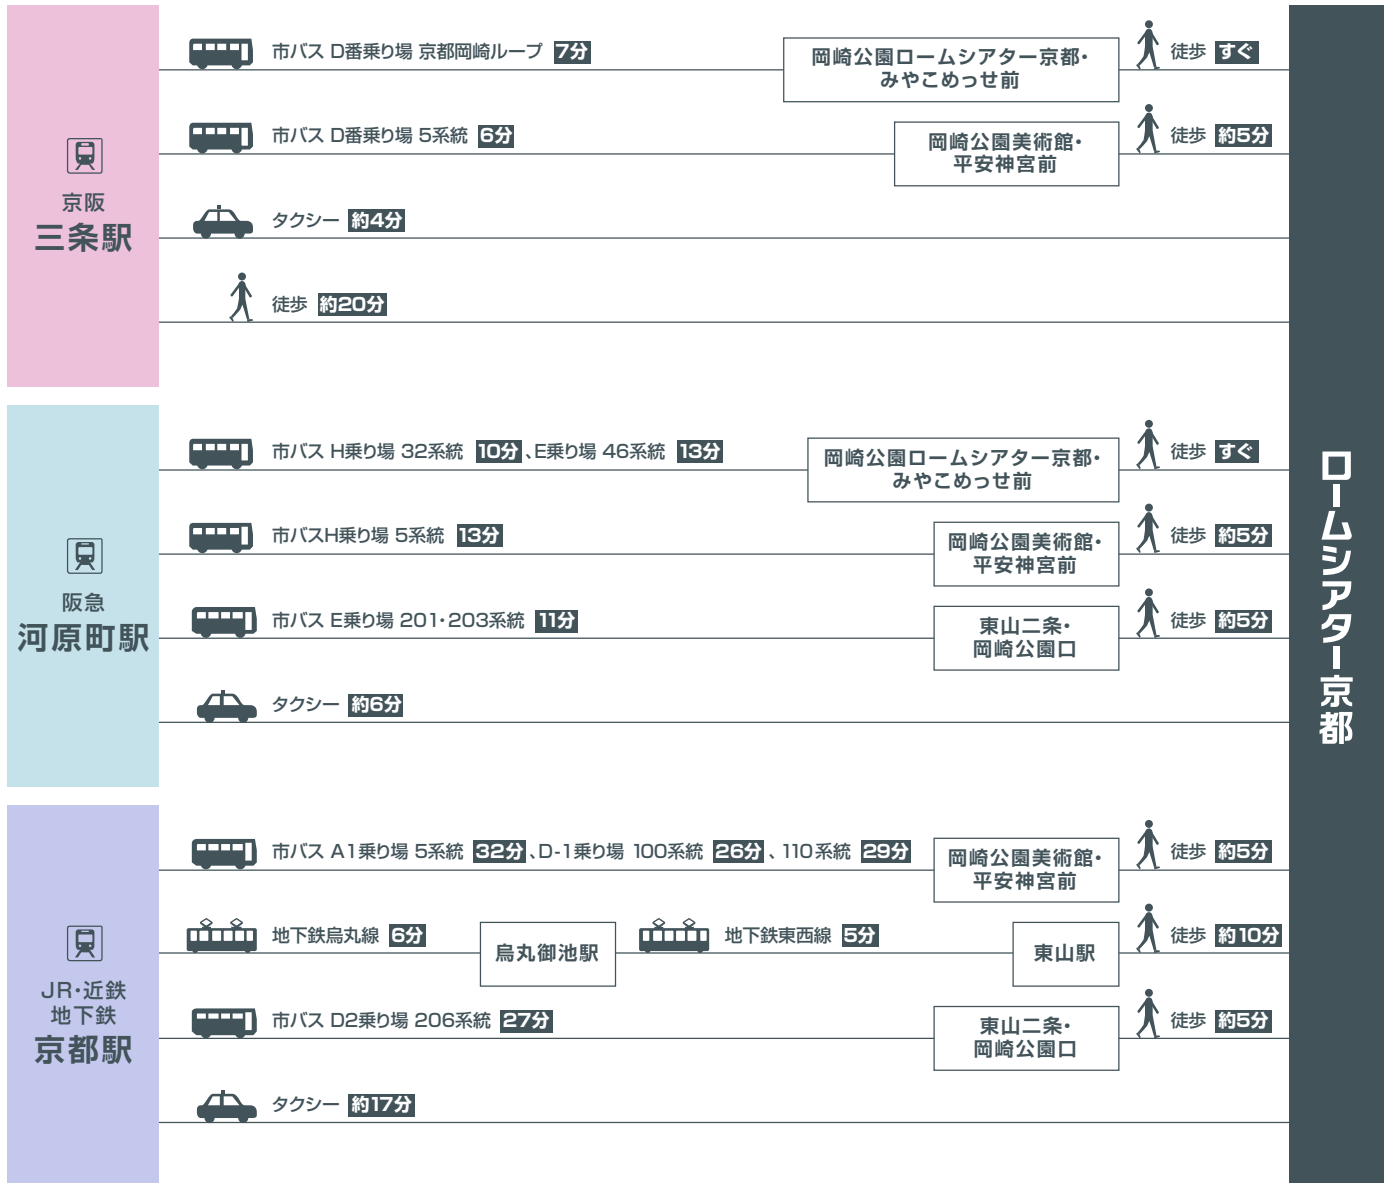 京阪
三条駅
市バス D番乗り場 京都岡崎ループ 7分
岡崎公園ロームシアター京都・
みやこめっせ前
徒歩 すぐ
市バス D番乗り場 5系統 6分
岡崎公園美術館・
平安神宮前
徒歩 約5分
タクシー 約4分
徒歩 約20分
阪急
河原町駅
市バス H乗り場 32系統 10分、E乗り場 46系統 13分
岡崎公園ロームシアター京都・
みやこめっせ前
徒歩 すぐ
市バスH乗り場 5系統 13分
岡崎公園美術館・
平安神宮前
徒歩 約5分
市バス E乗り場 201・203系統 11分
東山二条・
岡崎公園口
徒歩 約5分
タクシー 約6分
JR・近鉄
地下鉄
京都駅
市バス A1乗り場 5系統 32分、D-1乗り場 100系統 26分、110系統 29分
岡崎公園美術館・
平安神宮前
徒歩 約5分
地下鉄烏丸線 6分
烏丸御池駅
地下鉄東西線 5分
東山駅
徒歩 約10分
市バス D2乗り場 206系統 27分
東山二条・
岡崎公園口
徒歩 約5分
タクシー 約17分
ロームシアター京都